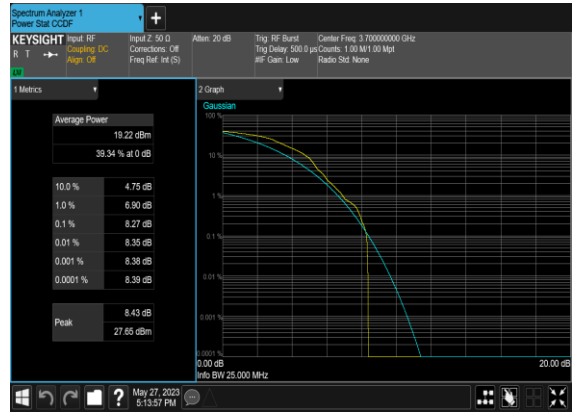 Spectrum Analyzer 1
Power Stat CCDF
KEYSIGHT
R T
LXI
Input: RF
Coupling: DC
Align: Off
Input Z: 50 Ω
Corrections: Off
Freq Ref: Int (S)
Atten: 20 dB
Trig: RF Burst
Trig Delay: 500.0 µs
#IF Gain: Low
Center Freq: 3.700000000 GHz
Counts: 1.00 M/1.00 Mpt
Radio Std: None
1 Metrics
Average Power
19.22 dBm
39.34 % at 0 dB
10.0 % 4.75 dB
1.0 % 6.90 dB
0.1 % 8.27 dB
0.01 % 8.35 dB
0.001 % 8.38 dB
0.0001 % 8.39 dB
Peak
8.43 dB
27.65 dBm
2 Graph
Gaussian
100 %
10 %
1 %
0.1 %
0.01 %
0.001 %
0.0001 %
0.00 dB 20.00 dB
Info BW 25.000 MHz
May 27, 2023
5:13:57 PM